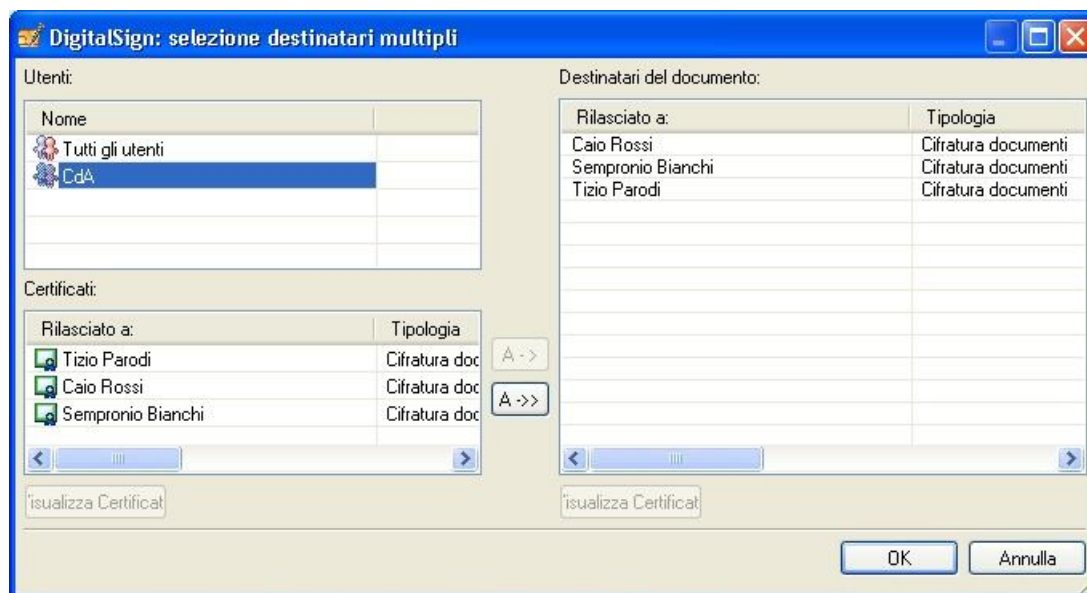 DigitalSign: selezione destinatari multipli
Utenti:
Nome
Tutti gli utenti
CdA
Certificati:
Rilasciato a: Tipologia
Tizio Parodi Cifratura doc
Caio Rossi Cifratura doc
Sempronio Bianchi Cifratura doc
isualizza Certificat
A ->
A ->>
Destinatari del documento:
Rilasciato a: Tipologia
Caio Rossi Cifratura documenti
Sempronio Bianchi Cifratura documenti
Tizio Parodi Cifratura documenti
isualizza Certificat
OK Annulla